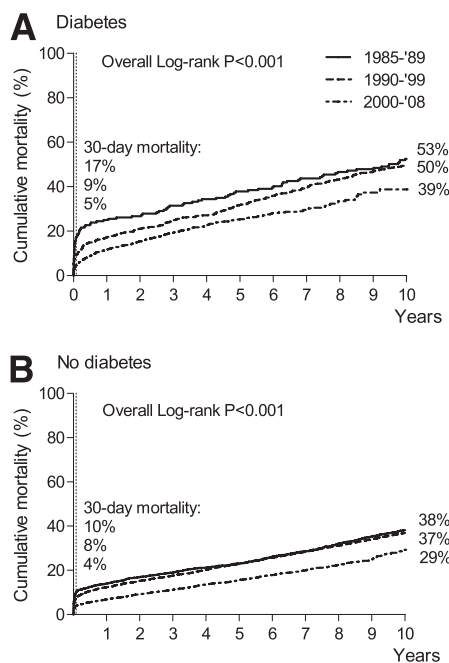 A Diabetes
Cumulative mortality (%)
100
80
60
40
20
0
Overall Log-rank P<0.001
1985-'89
1990-'99
2000-'08
30-day mortality:
17%
9%
5%
53%
50%
39%
0 1 2 3 4 5 6 7 8 9 10
Years
B No diabetes
Cumulative mortality (%)
100
80
60
40
20
0
Overall Log-rank P<0.001
30-day mortality:
10%
8%
4%
38%
37%
29%
1 2 3 4 5 6 7 8 9 10
Years